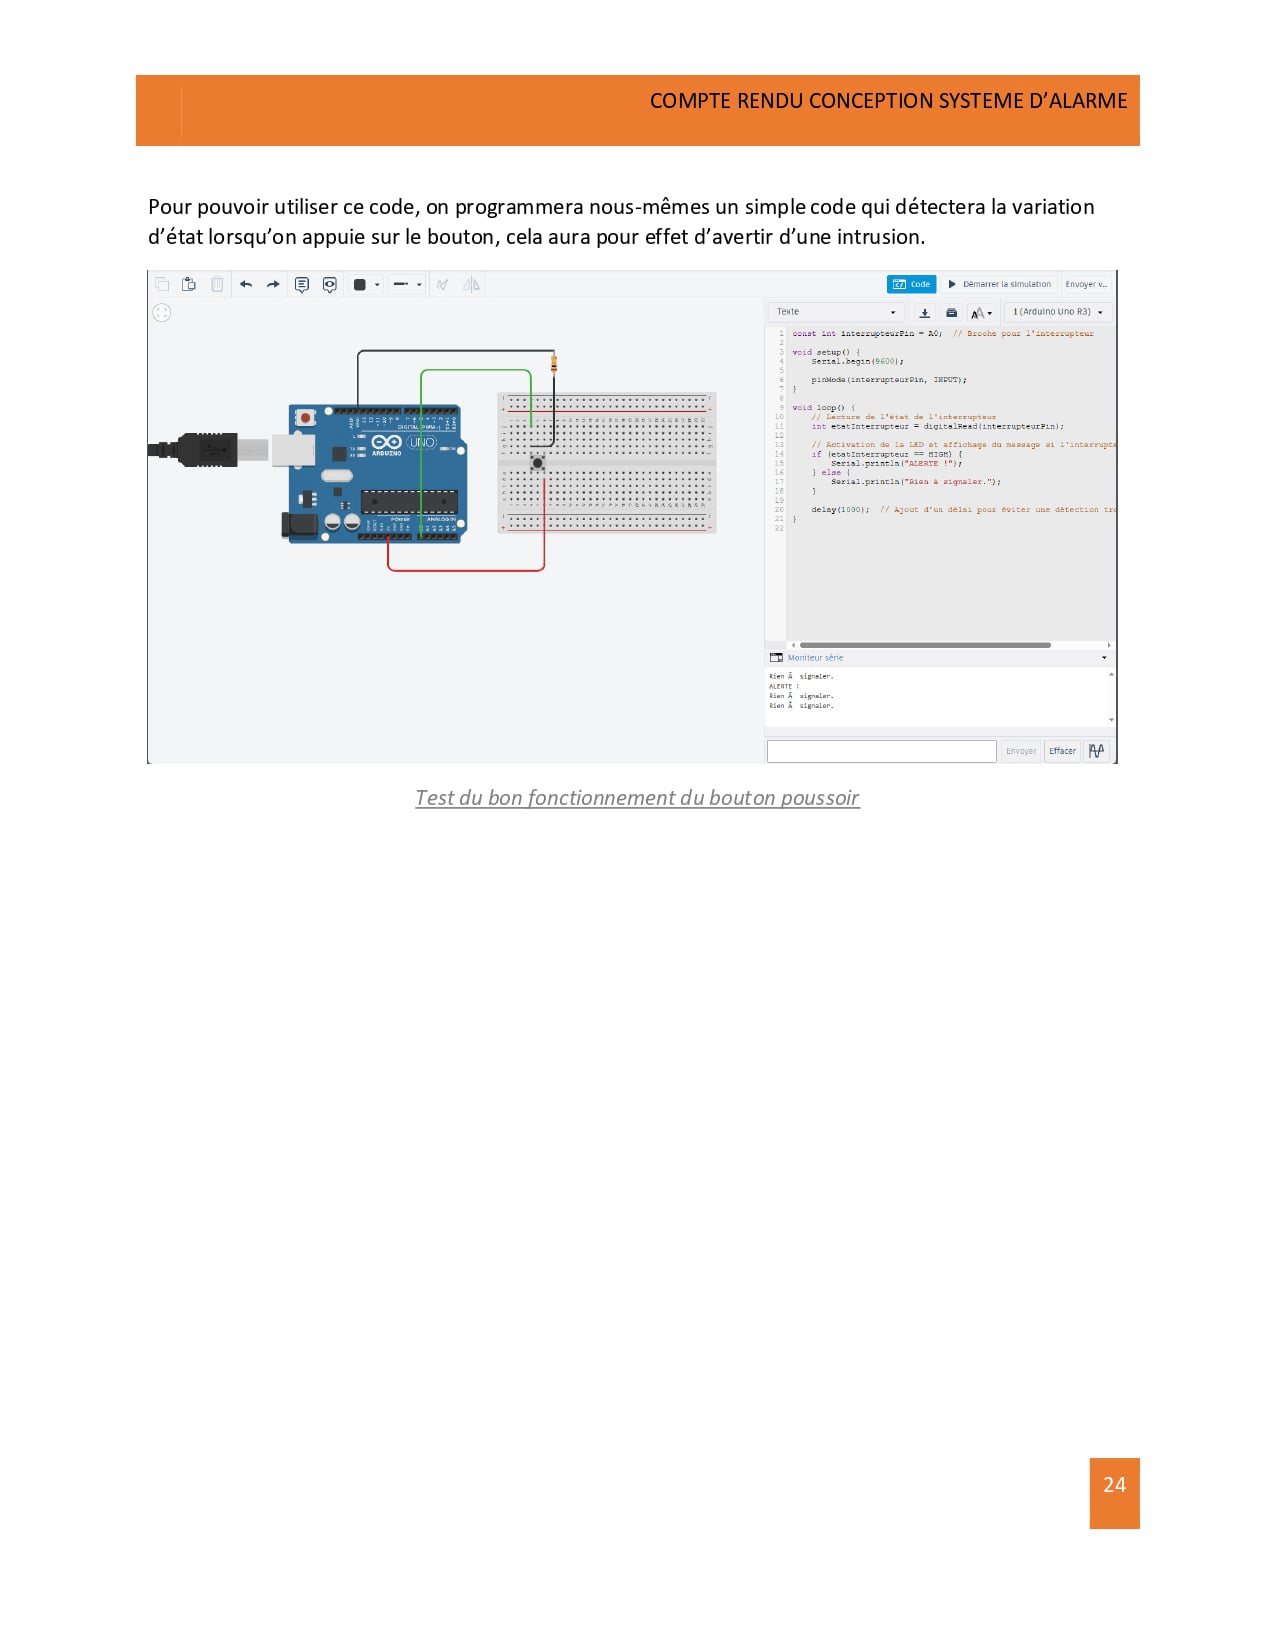 COMPTE RENDU CONCEPTION SYSTEME D’ALARME
Pour pouvoir utiliser ce code, on programmera nous-mêmes un simple code qui détectera la variation
d’état lorsqu’on appuie sur le bouton, cela aura pour effet d’avertir d’une intrusion.
Code
Démarrer la simulation
Envoyer v...
Texte
1 (Arduino Uno R3)
1 const int interrupteurPin = A0; // Broche pour l'interrupteur
2
3 void setup() {
4 Serial.begin(9600);
5
6 pinMode(interrupteurPin, INPUT);
7 }
8
9 void loop() {
10 // Lecture de l'état de l'interrupteur
11 int etatInterrupteur = digitalRead(interrupteurPin);
12
13 // Activation de la LED et affichage du message si l'interrupte
14 if (etatInterrupteur == HIGH) {
15 Serial.println("ALERTE !");
16 } else {
17 Serial.println("Rien à signaler.");
18 }
19
20 delay(1000); // Ajout d'un délai pour éviter une détection tro
21 }
22
DIGITAL (PWM~)
UNO
ARDUINO
POWER
ANALOG IN
Moniteur série
Rien Ã signaler.
ALERTE !
Rien Ã signaler.
Rien Ã signaler.
Envoyer
Effacer
Test du bon fonctionnement du bouton poussoir
24